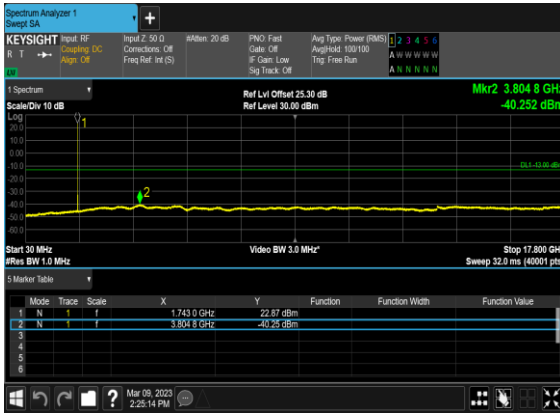 Spectrum Analyzer 1
Swept SA
KEYSIGHT
R T
Input: RF
Coupling: DC
Align: Off
Input Z: 50 Ω
Corrections: Off
Freq Ref: Int (S)
#Atten: 20 dB
PNO: Fast
Gate: Off
IF Gain: Low
Sig Track: Off
Avg Type: Power (RMS)
Avg|Hold: 100/100
Trig: Free Run
1 2 3 4 5 6
A W W W W W
A N N N N N
1 Spectrum
Scale/Div 10 dB
Ref Lvl Offset 25.30 dB
Ref Level 30.00 dBm
Mkr2 3.804 8 GHz
-40.252 dBm
Log
20.0
10.0
0.00
-10.0
-20.0
-30.0
-40.0
-50.0
-60.0
1
2
DL1 -13.00 dBm
Start 30 MHz
#Res BW 1.0 MHz
Video BW 3.0 MHz*
Stop 17.800 GHz
Sweep 32.0 ms (40001 pts)
5 Marker Table
Mode Trace Scale X Y Function Function Width Function Value
1 N 1 f 1.743 0 GHz 22.87 dBm
2 N 1 f 3.804 8 GHz -40.25 dBm
3
4
5
6
?
Mar 09, 2023
2:25:14 PM